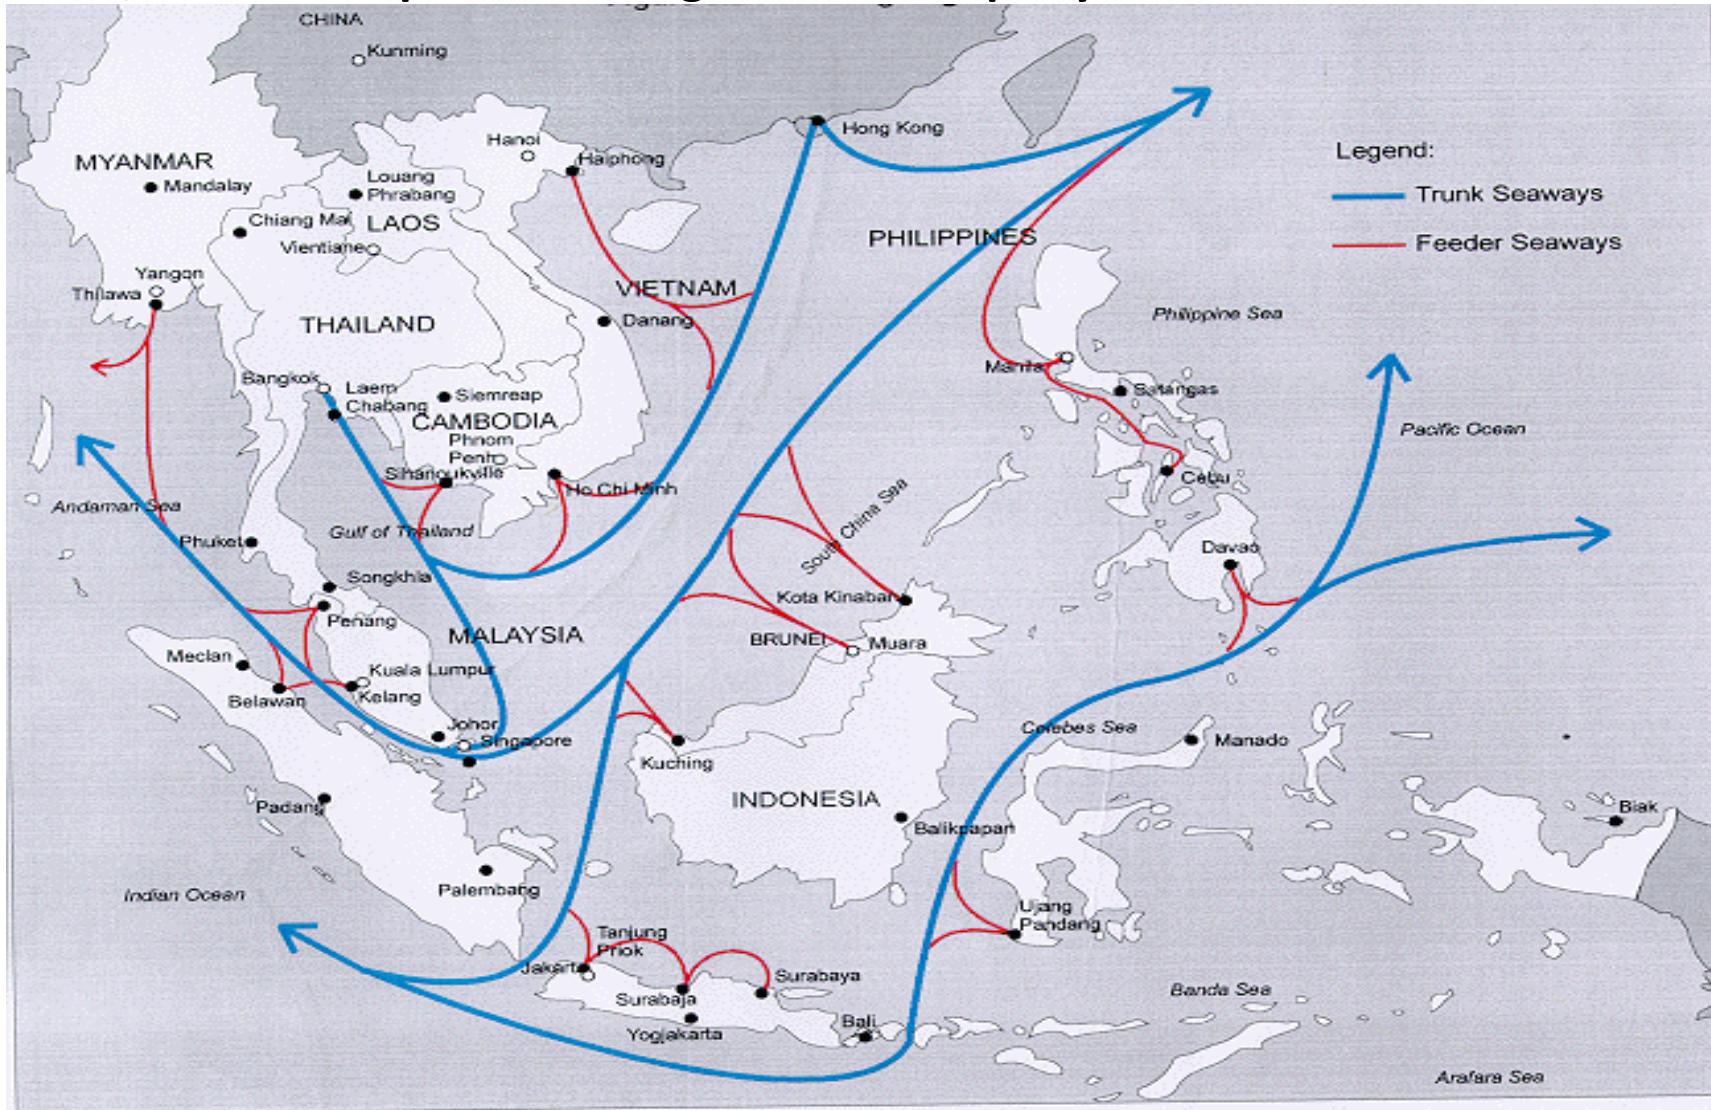 CHINA
Kunming
Hong Kong
Hanoi
Haiphong
MYANMAR
Mandalay
Louang
Phrabang
Chiang Mai
LAOS
Vientiane
Yangon
Thilawa
THAILAND
VIETNAM
Danang
PHILIPPINES
Legend:
Trunk Seaways
Feeder Seaways
Philippine Sea
Bangkok
Laem
Chabang
Siemreap
CAMBODIA
Phnom
Penh
Sihanoukville
Ho Chi Minh
Manila
Batangas
Cebu
Pacific Ocean
Andaman Sea
Phuket
Gulf of Thailand
South China Sea
Songkhla
Penang
Davao
Kota Kinabaru
MALAYSIA
BRUNEI
Muara
Meclan
Belawan
Kuala Lumpur
Kelang
Johor
Singapore
Kuching
Celebes Sea
Manado
INDONESIA
Balikpapan
Padang
Palembang
Biak
Indian Ocean
Ujang
Pandang
Tanjung
Priok
Jakarta
Surabaja
Surabaya
Yogjakarta
Bali
Banda Sea
Arafara Sea